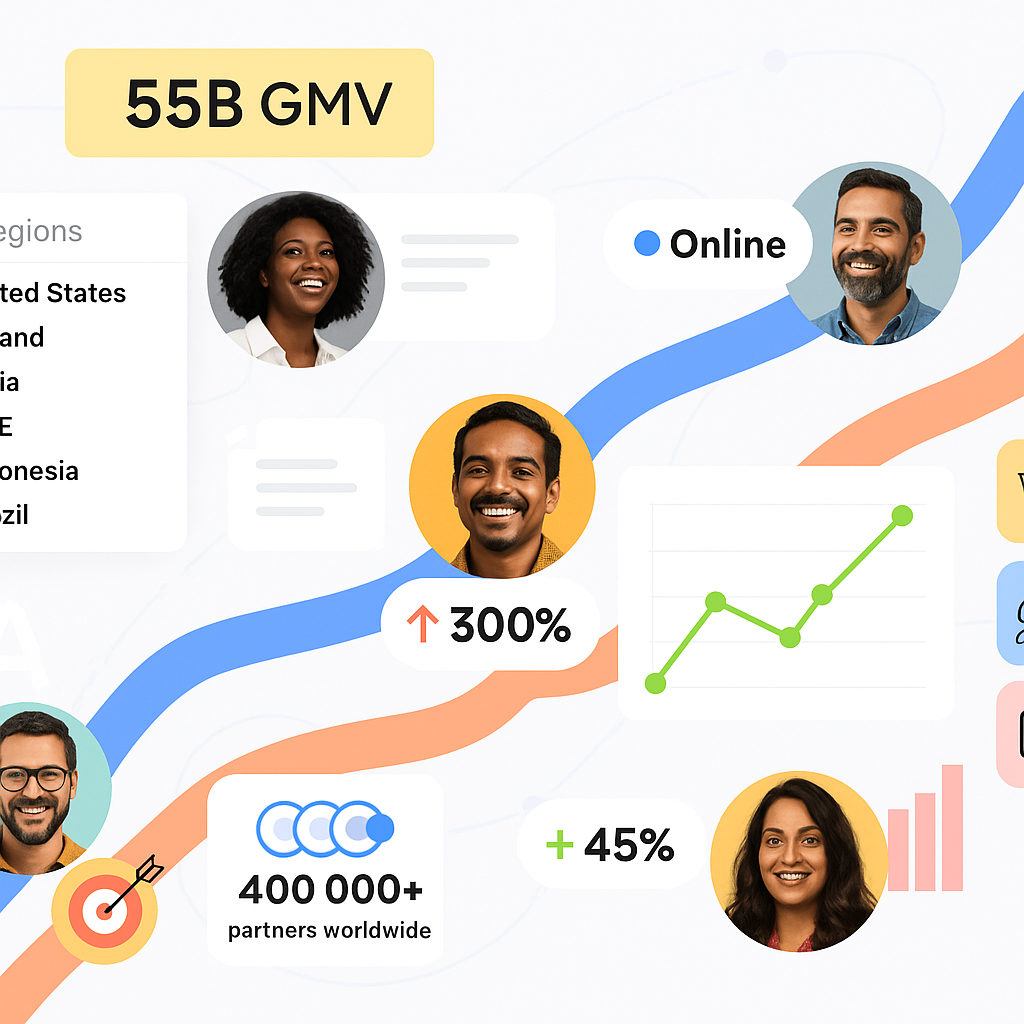 55B GMV
egions
ted States
and
ia
E
onesia
zil
Online
↑ 300%
400 000+
partners worldwide
+ 45%